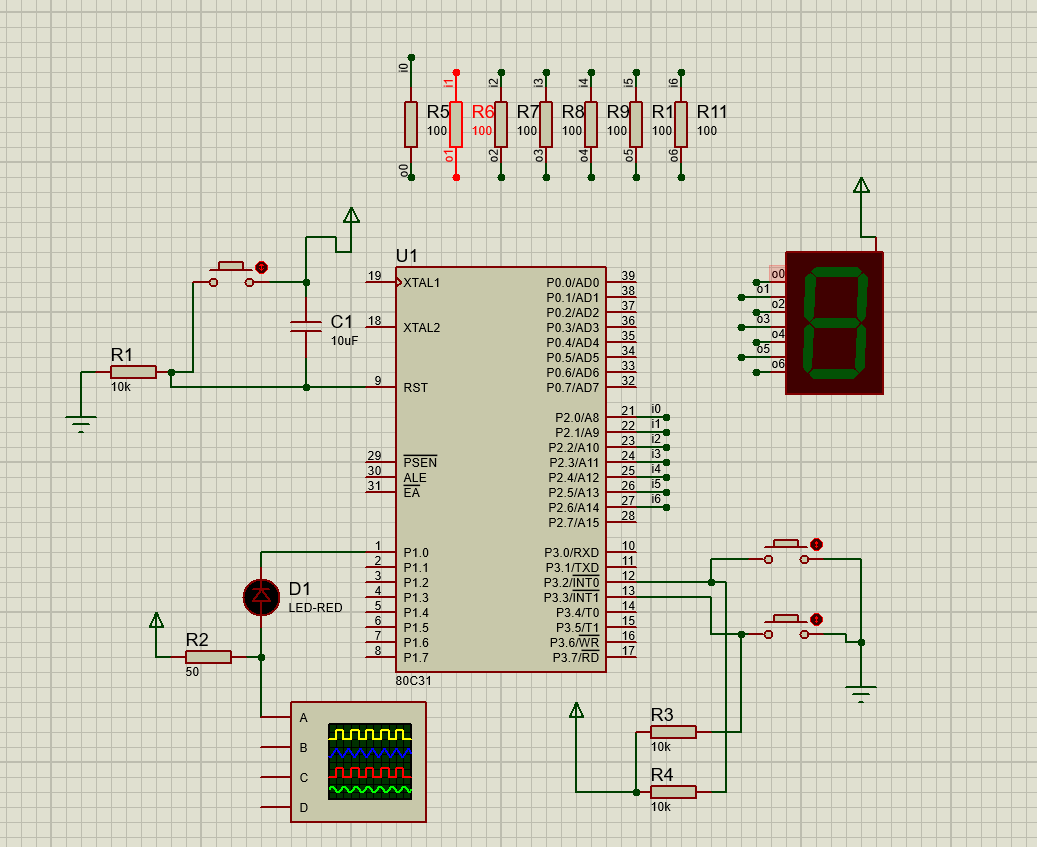 i0 i1 i2 i3 i4 i5 i6
R5 R6 R7 R8 R9 R1 R11
100 100 100 100 100 100 100
o0 o1 o2 o3 o4 o5 o6
U1
19 XTAL1
18 XTAL2
9 RST
29 PSEN
30 ALE
31 EA
1 P1.0
2 P1.1
3 P1.2
4 P1.3
5 P1.4
6 P1.5
7 P1.6
8 P1.7
P0.0/AD0 39
P0.1/AD1 38
P0.2/AD2 37
P0.3/AD3 36
P0.4/AD4 35
P0.5/AD5 34
P0.6/AD6 33
P0.7/AD7 32
P2.0/A8 21 i0
P2.1/A9 22 i1
P2.2/A10 23 i2
P2.3/A11 24 i3
P2.4/A12 25 i4
P2.5/A13 26 i5
P2.6/A14 27 i6
P2.7/A15 28
P3.0/RXD 10
P3.1/TXD 11
P3.2/INT0 12
P3.3/INT1 13
P3.4/T0 14
P3.5/T1 15
P3.6/WR 16
P3.7/RD 17
80C31
C1
10uF
R1
10k
D1
LED-RED
R2
50
A
B
C
D
o0
o1
o2
o3
o4
o5
o6
R3
10k
R4
10k